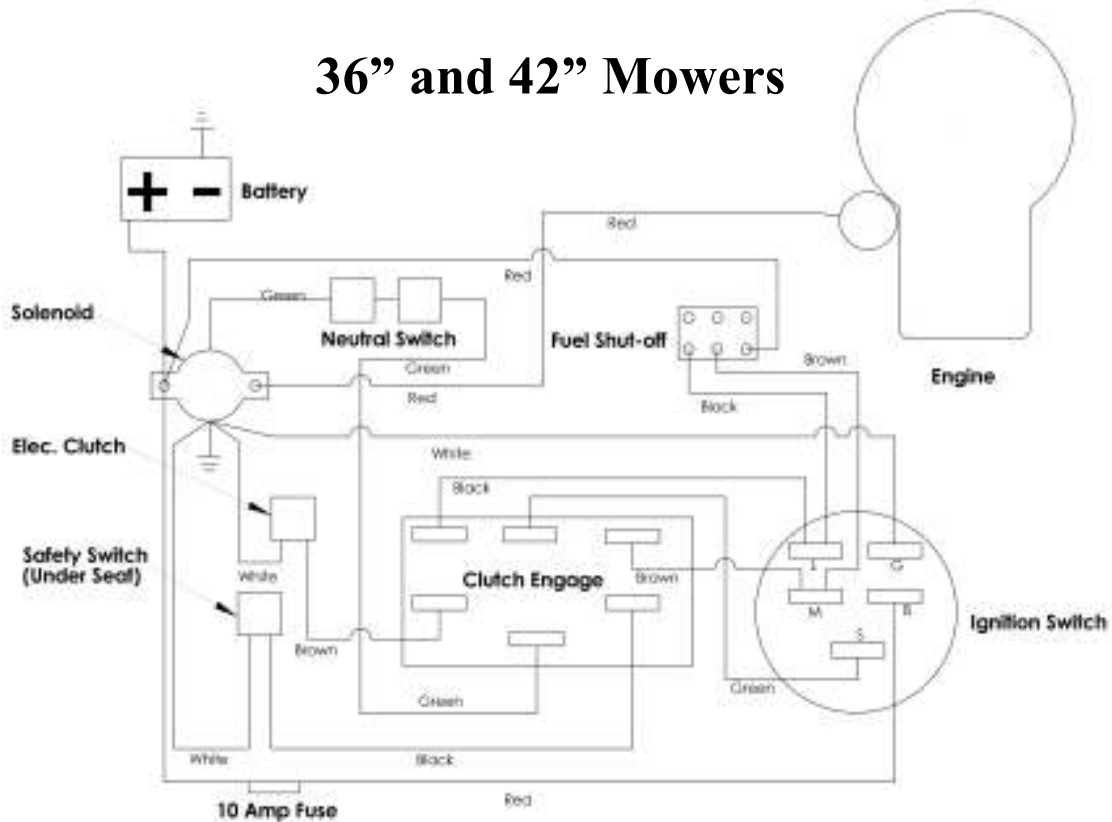 36” and 42” Mowers
+ -
Battery
Red
Red
Green
Solenoid
Neutral Switch
Fuel Shut-off
Brown
Green
Engine
Red
Black
Elec. Clutch
White
Black
Safety Switch
(Under Seat)
White
Clutch Engage
Brown
I
G
M
B
Ignition Switch
S
Brown
Green
Green
White
Black
10 Amp Fuse
Red